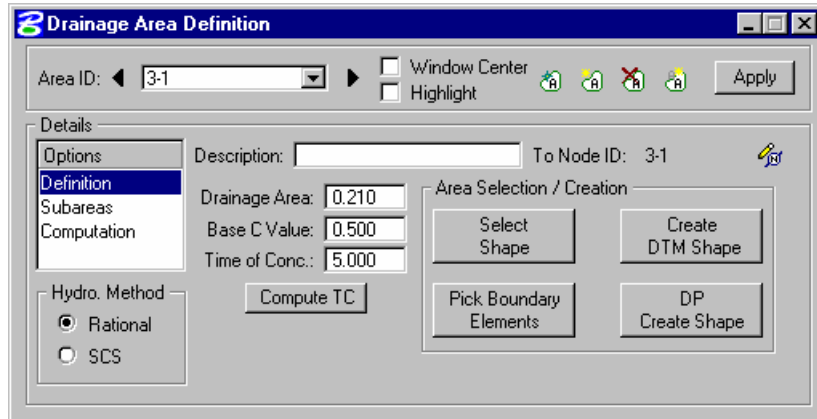 Drainage Area Definition
Area ID: 3-1
Window Center
Highlight
Apply
Details
Options
Definition
Subareas
Computation
Description:
To Node ID: 3-1
Drainage Area: 0.210
Base C Value: 0.500
Time of Conc.: 5.000
Compute TC
Area Selection / Creation
Select
Shape
Create
DTM Shape
Pick Boundary
Elements
DP
Create Shape
Hydro. Method
Rational
SCS